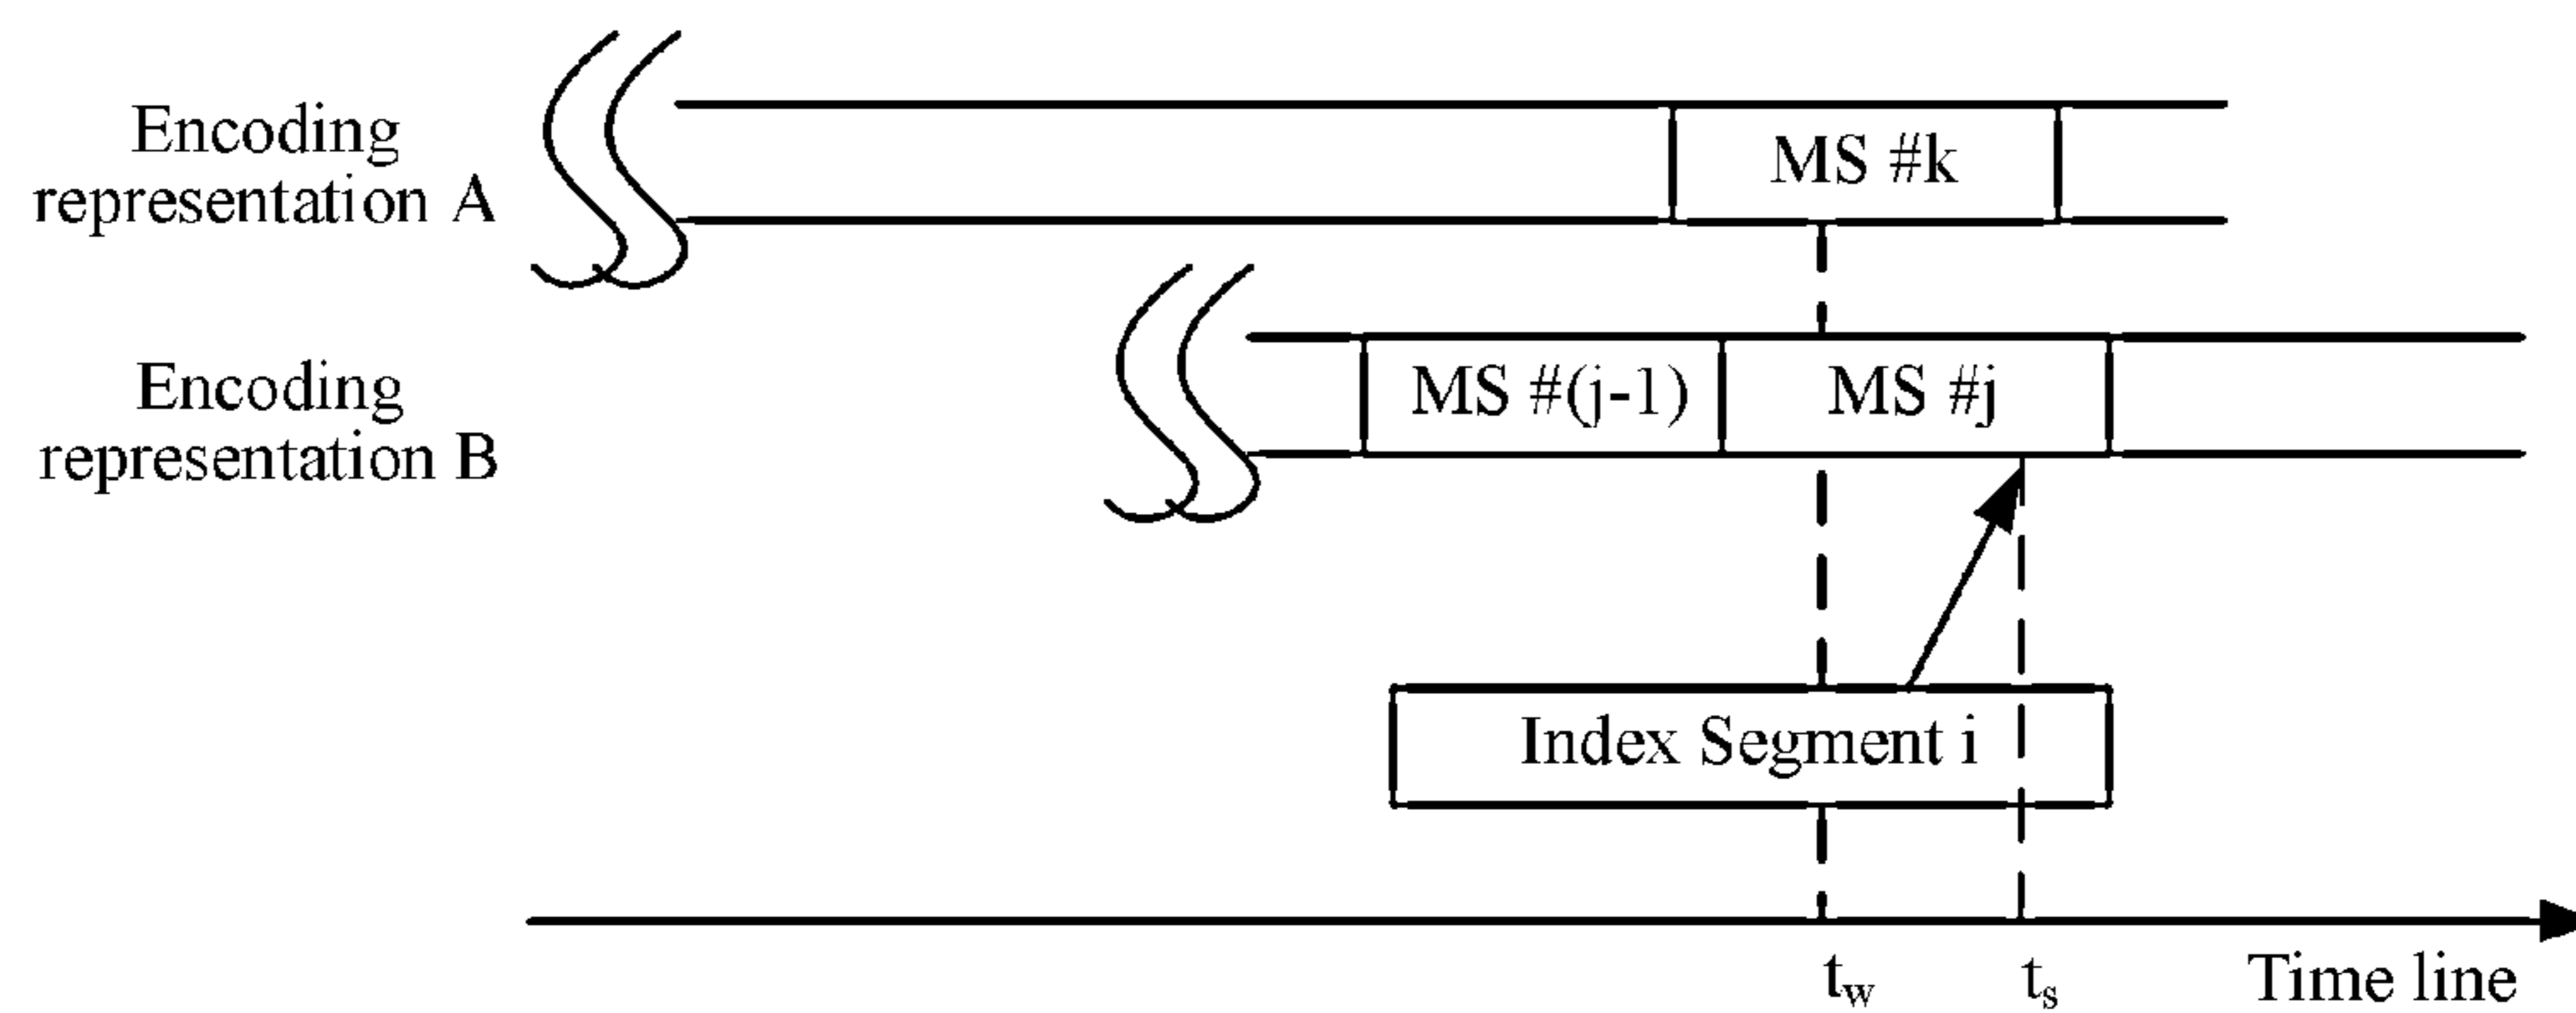 Encoding
representation A
MS #k
Encoding
representation B
MS #(j-1)
MS #j
Index Segment i
tw
ts
Time line